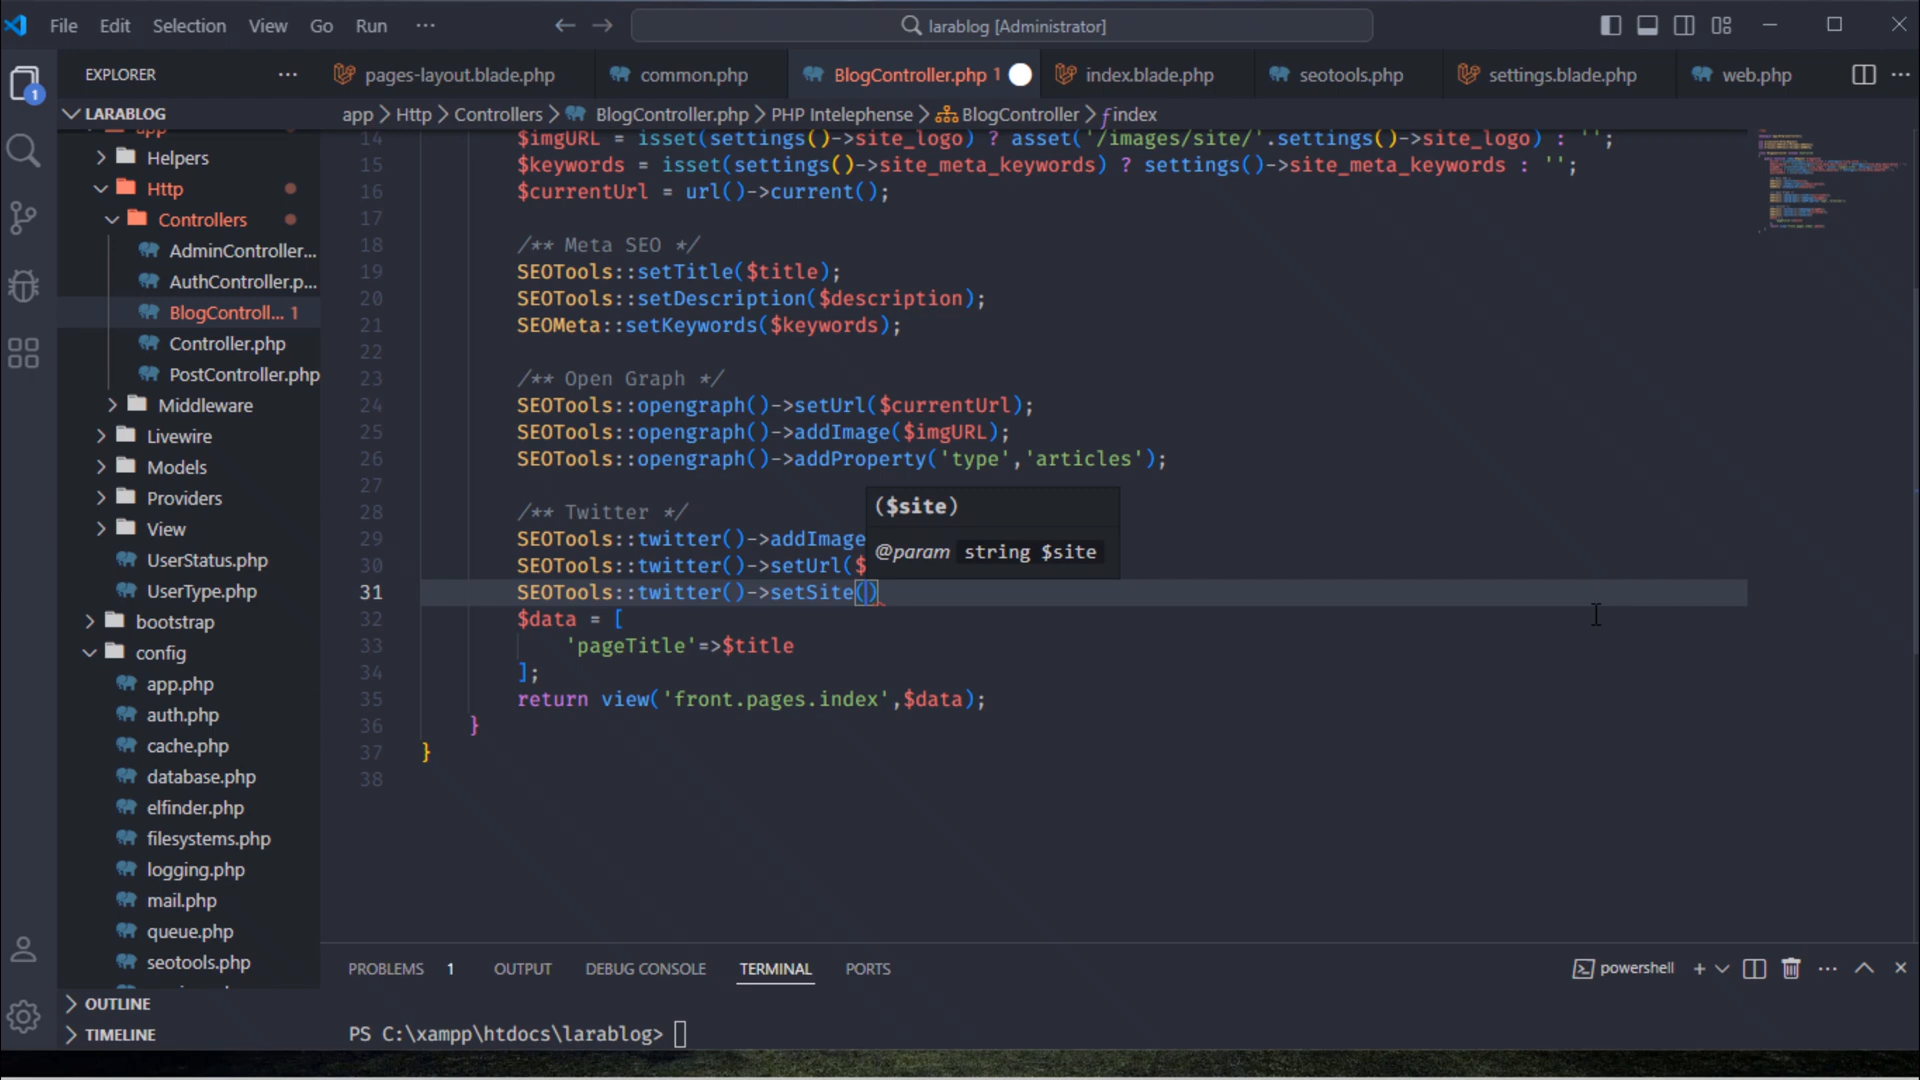 File Edit Selection View Go Run ··· larablog [Administrator]
EXPLORER ··· pages-layout.blade.php common.php BlogController.php 1 index.blade.php seotools.php settings.blade.php web.php ···
1
LARABLOG
app > Http > Controllers > BlogController.php > PHP Intelephense > BlogController > index
app
Helpers
Http
Controllers
AdminController...
AuthController.p...
BlogControll... 1
Controller.php
PostController.php
Middleware
Livewire
Models
Providers
View
UserStatus.php
UserType.php
bootstrap
config
app.php
auth.php
cache.php
database.php
elfinder.php
filesystems.php
logging.php
mail.php
queue.php
seotools.php
OUTLINE
TIMELINE
14 $imgURL = isset(settings()->site_logo) ? asset('/images/site/'.settings()->site_logo) : '';
15 $keywords = isset(settings()->site_meta_keywords) ? settings()->site_meta_keywords : '';
16 $currentUrl = url()->current();
17
18 /** Meta SEO */
19 SEOTools::setTitle($title);
20 SEOTools::setDescription($description);
21 SEOMeta::setKeywords($keywords);
22
23 /** Open Graph */
24 SEOTools::opengraph()->setUrl($currentUrl);
25 SEOTools::opengraph()->addImage($imgURL);
26 SEOTools::opengraph()->addProperty('type','articles');
27
28 /** Twitter */
29 SEOTools::twitter()->addImage
30 SEOTools::twitter()->setUrl($
31 SEOTools::twitter()->setSite()
32 $data = [
33 'pageTitle'=>$title
34 ];
35 return view('front.pages.index',$data);
36 }
37 }
38
($site)
@param string $site
PROBLEMS 1 OUTPUT DEBUG CONSOLE TERMINAL PORTS powershell ···
PS C:\xampp\htdocs\larablog>